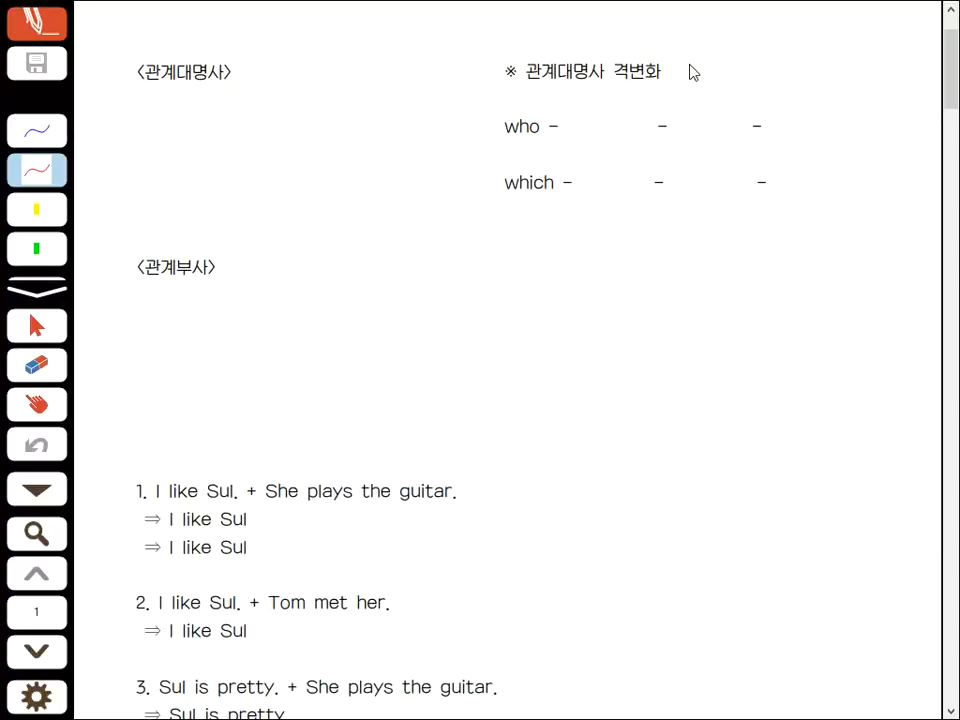 〈관계대명사〉
※ 관계대명사 격변화
who - - -
which - - -
〈관계부사〉
1. I like Sul. + She plays the guitar.
⇒ I like Sul
⇒ I like Sul
2. I like Sul. + Tom met her.
⇒ I like Sul
3. Sul is pretty. + She plays the guitar.
⇒ Sul is pretty
1